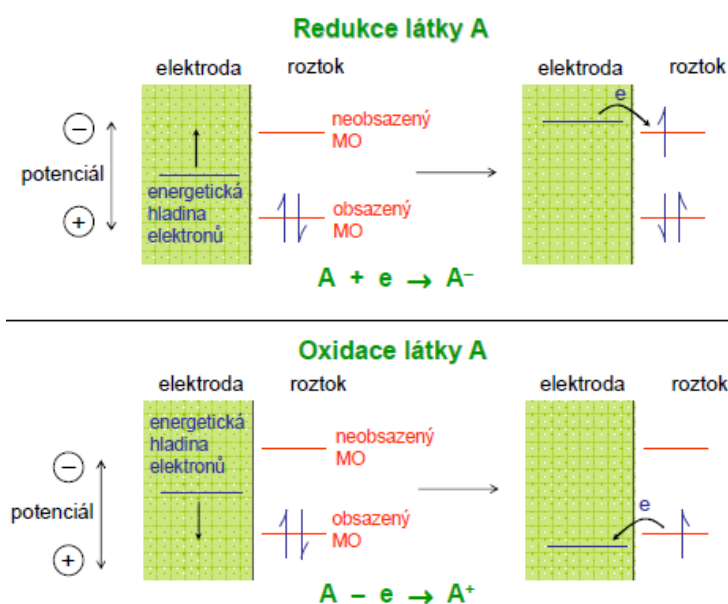 Redukce látky A
elektroda roztok
elektroda roztok
e
−
potenciál
+
neobsazený
MO
energetická
hladina
elektronů
obsazený
MO
A + e → A⁻
Oxidace látky A
elektroda roztok
elektroda roztok
energetická
hladina
elektronů
neobsazený
MO
−
potenciál
+
obsazený
MO
e
A − e → A⁺